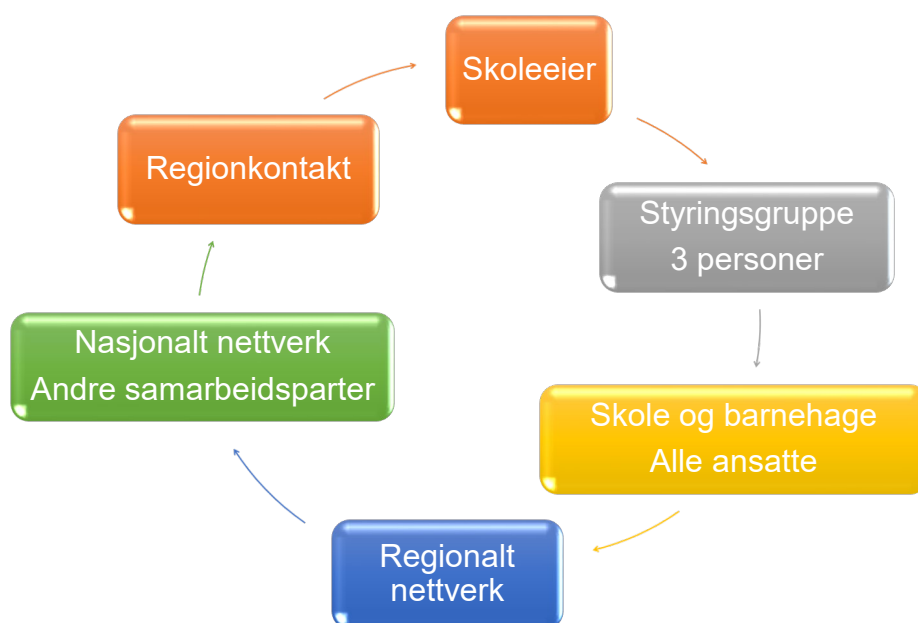 Skoleeier
Regionkontakt
Styringsgruppe
3 personer
Nasjonalt nettverk
Andre samarbeidsparter
Skole og barnehage
Alle ansatte
Regionalt
nettverk